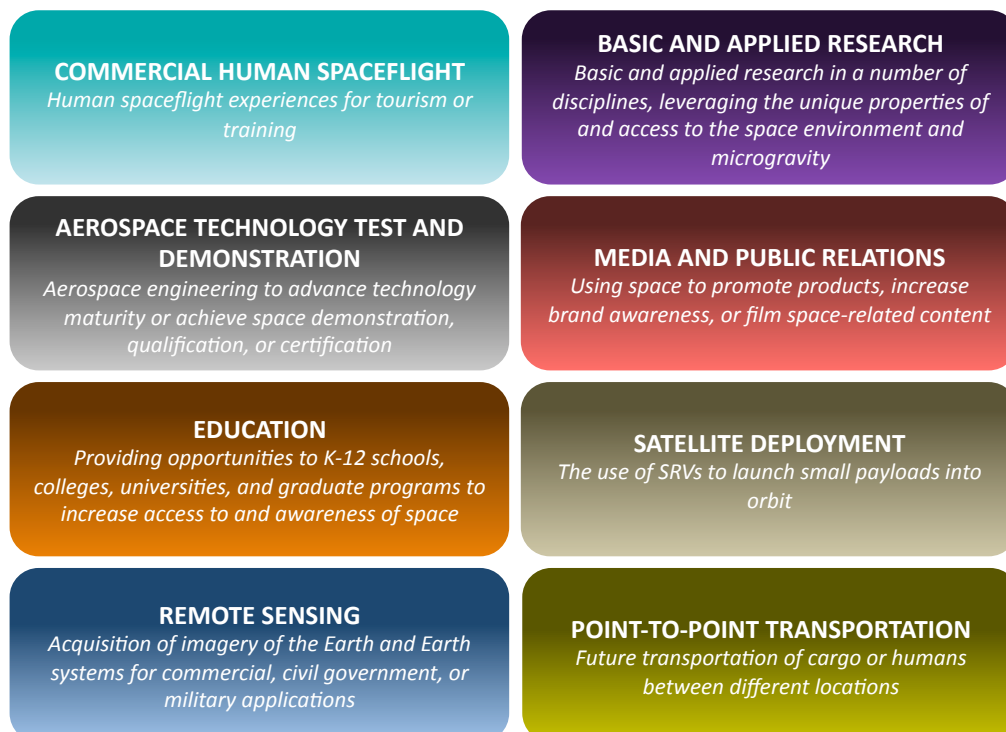 COMMERCIAL HUMAN SPACEFLIGHT
Human spaceflight experiences for tourism or
training
BASIC AND APPLIED RESEARCH
Basic and applied research in a number of
disciplines, leveraging the unique properties of
and access to the space environment and
microgravity
AEROSPACE TECHNOLOGY TEST AND
DEMONSTRATION
Aerospace engineering to advance technology
maturity or achieve space demonstration,
qualification, or certification
MEDIA AND PUBLIC RELATIONS
Using space to promote products, increase
brand awareness, or film space-related content
EDUCATION
Providing opportunities to K-12 schools,
colleges, universities, and graduate programs to
increase access to and awareness of space
SATELLITE DEPLOYMENT
The use of SRVs to launch small payloads into
orbit
REMOTE SENSING
Acquisition of imagery of the Earth and Earth
systems for commercial, civil government, or
military applications
POINT-TO-POINT TRANSPORTATION
Future transportation of cargo or humans
between different locations